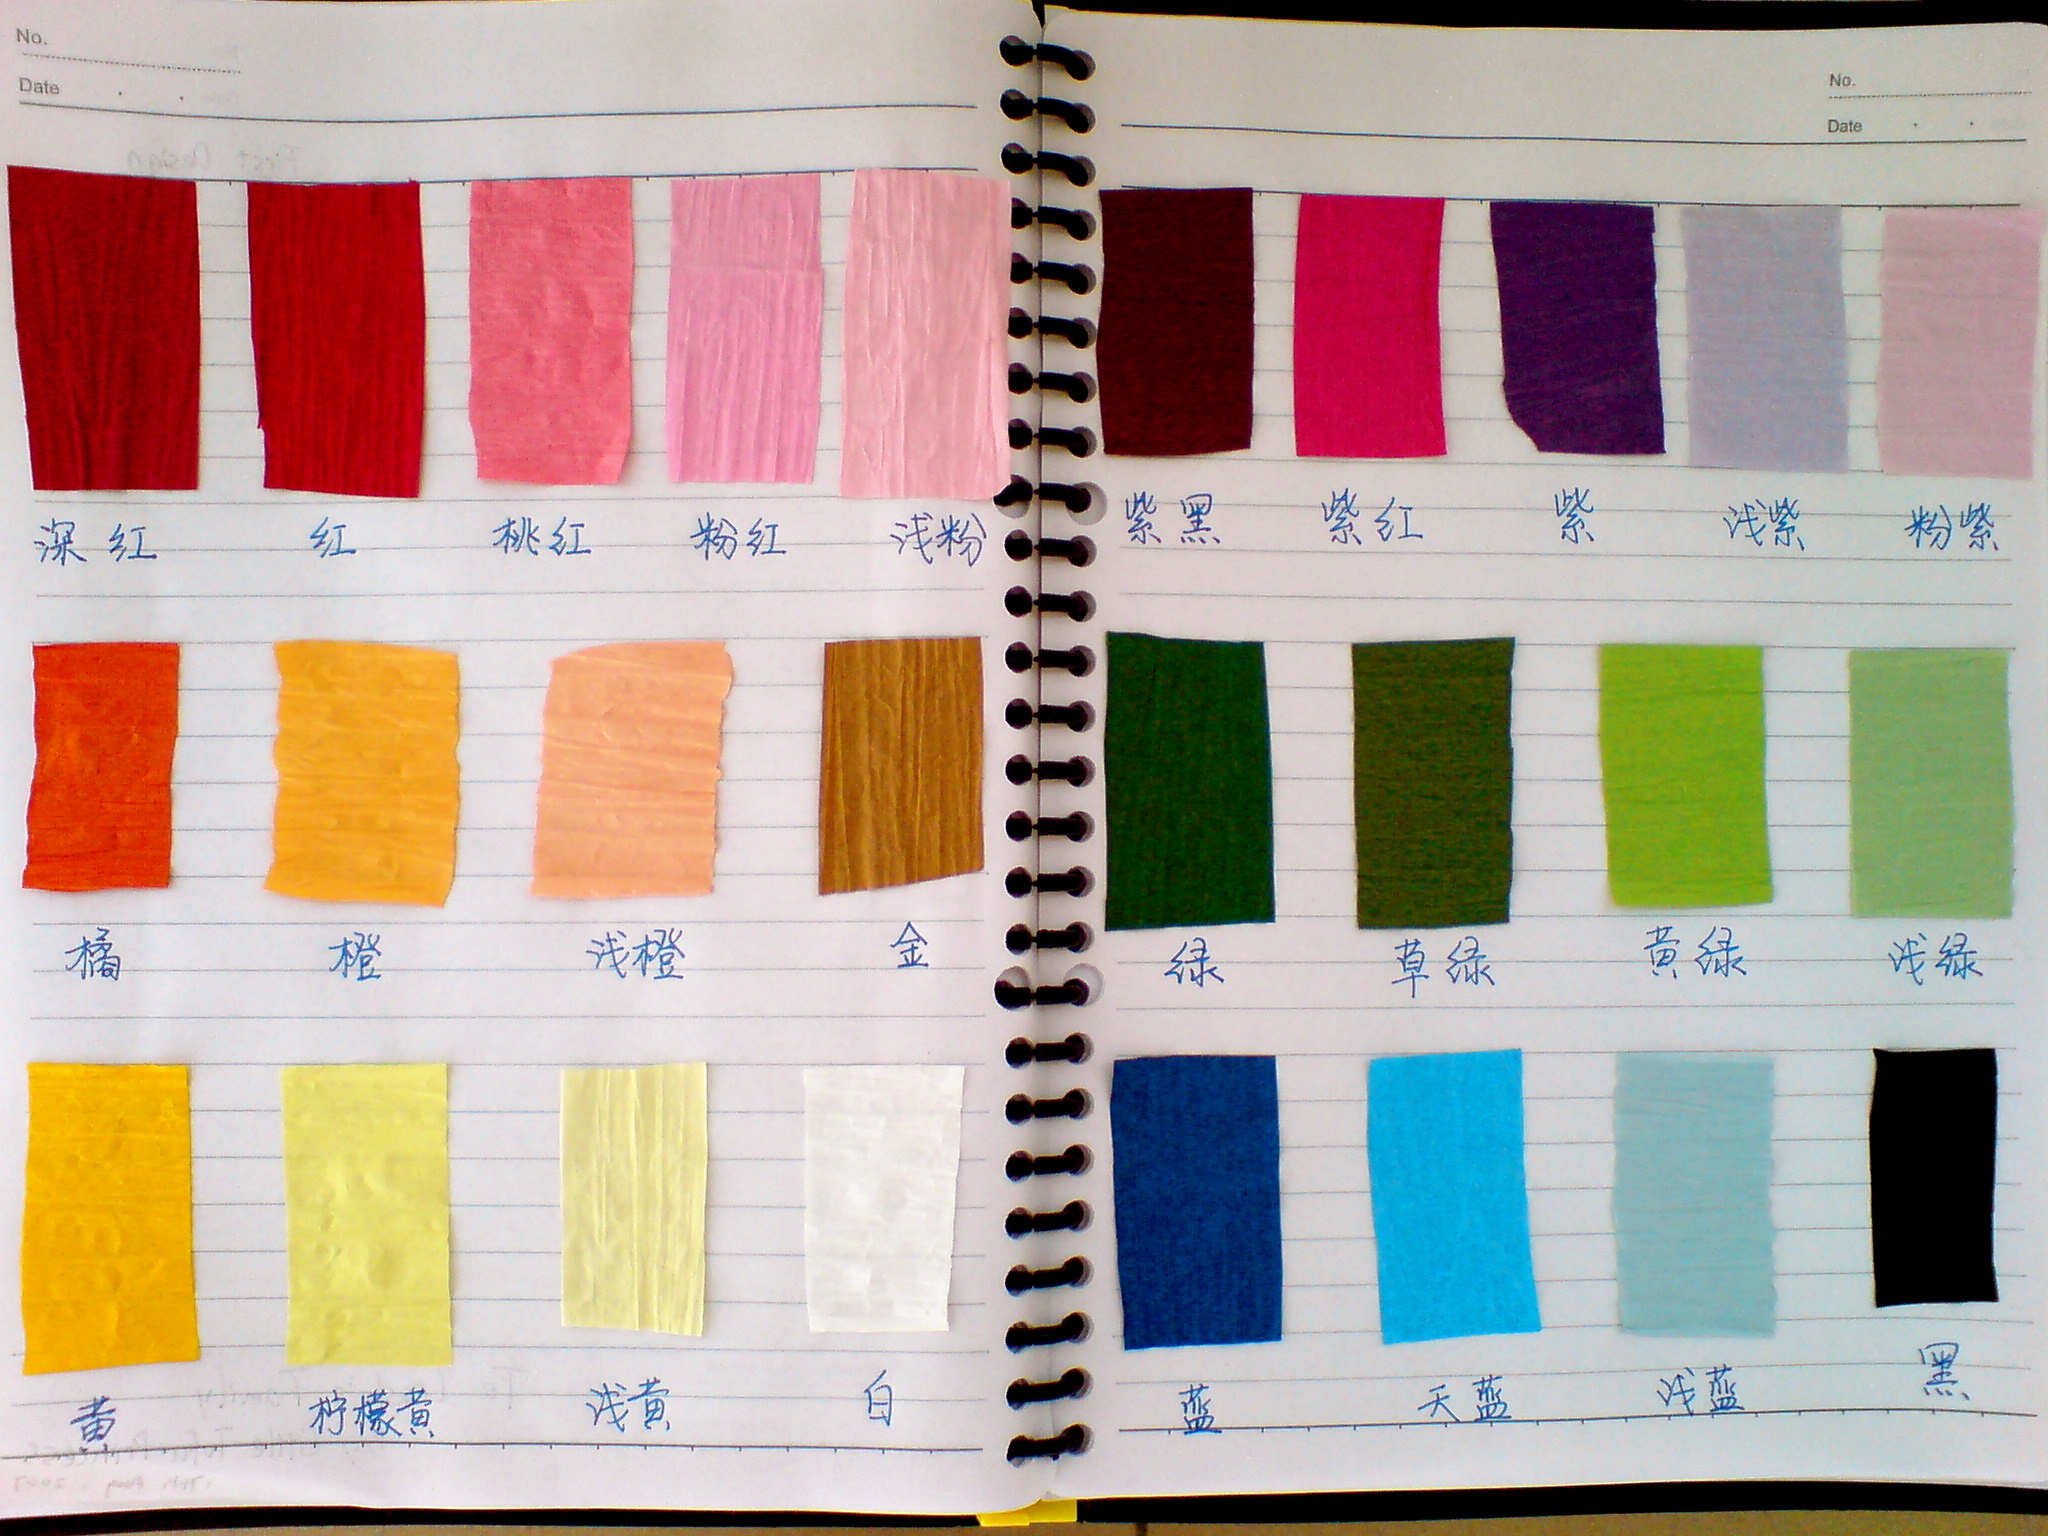 No.
Date
深红 红 桃红 粉红 浅粉
橘 橙 浅橙 金
黄 柠檬黄 浅黄 白
No.
Date
紫黑 紫红 紫 浅紫 粉紫
绿 草绿 黄绿 浅绿
蓝 天蓝 浅蓝 黑